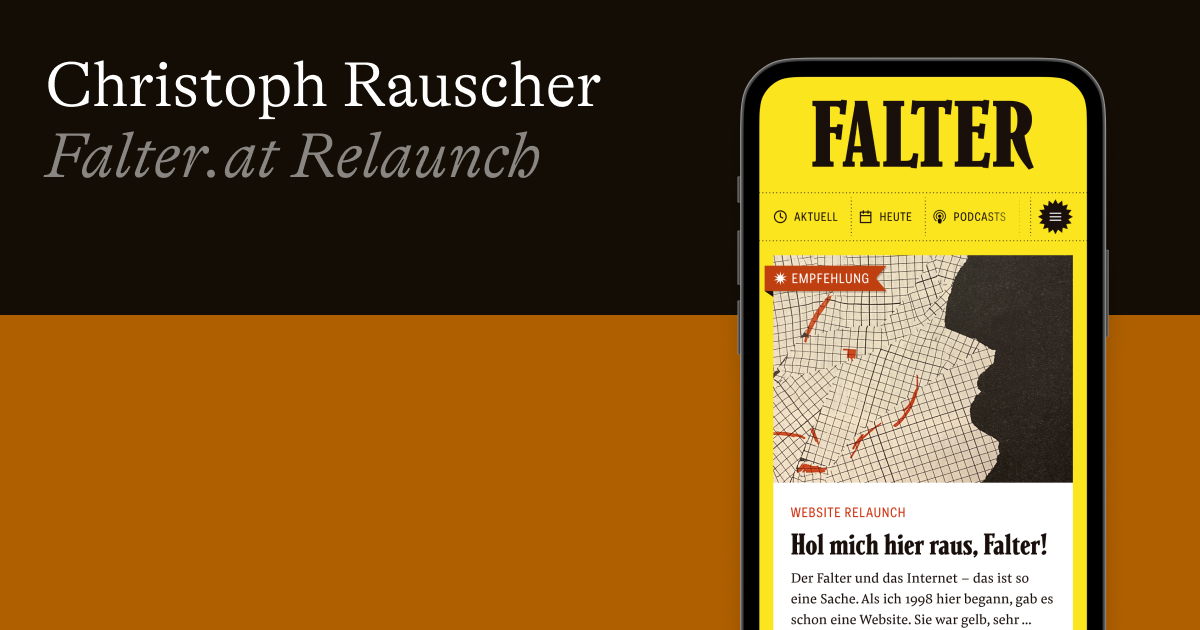 Christoph Rauscher
Falter.at Relaunch
FALTER
AKTUELL HEUTE PODCASTS
EMPFEHLUNG
WEBSITE RELAUNCH
Hol mich hier raus, Falter!
Der Falter und das Internet – das ist so
eine Sache. Als ich 1998 hier begann, gab es
schon eine Website. Sie war gelb, sehr ...